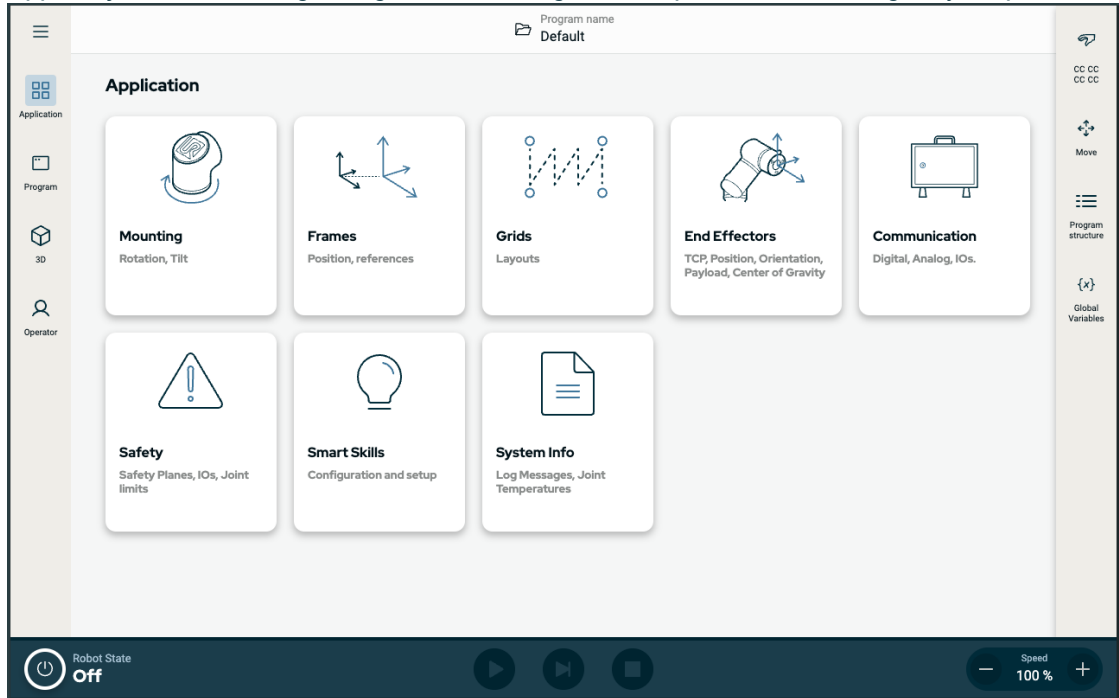 Program name
Default
Application
CC CC
CC CC
Application
Move
Program
Program
structure
Mounting
Rotation, Tilt
Frames
Position, references
Grids
Layouts
End Effectors
TCP, Position, Orientation,
Payload, Center of Gravity
Communication
Digital, Analog, IOs.
3D
{x}
Global
Variables
Operator
Safety
Safety Planes, IOs, Joint
limits
Smart Skills
Configuration and setup
System Info
Log Messages, Joint
Temperatures
Robot State
Off
Speed
100 %